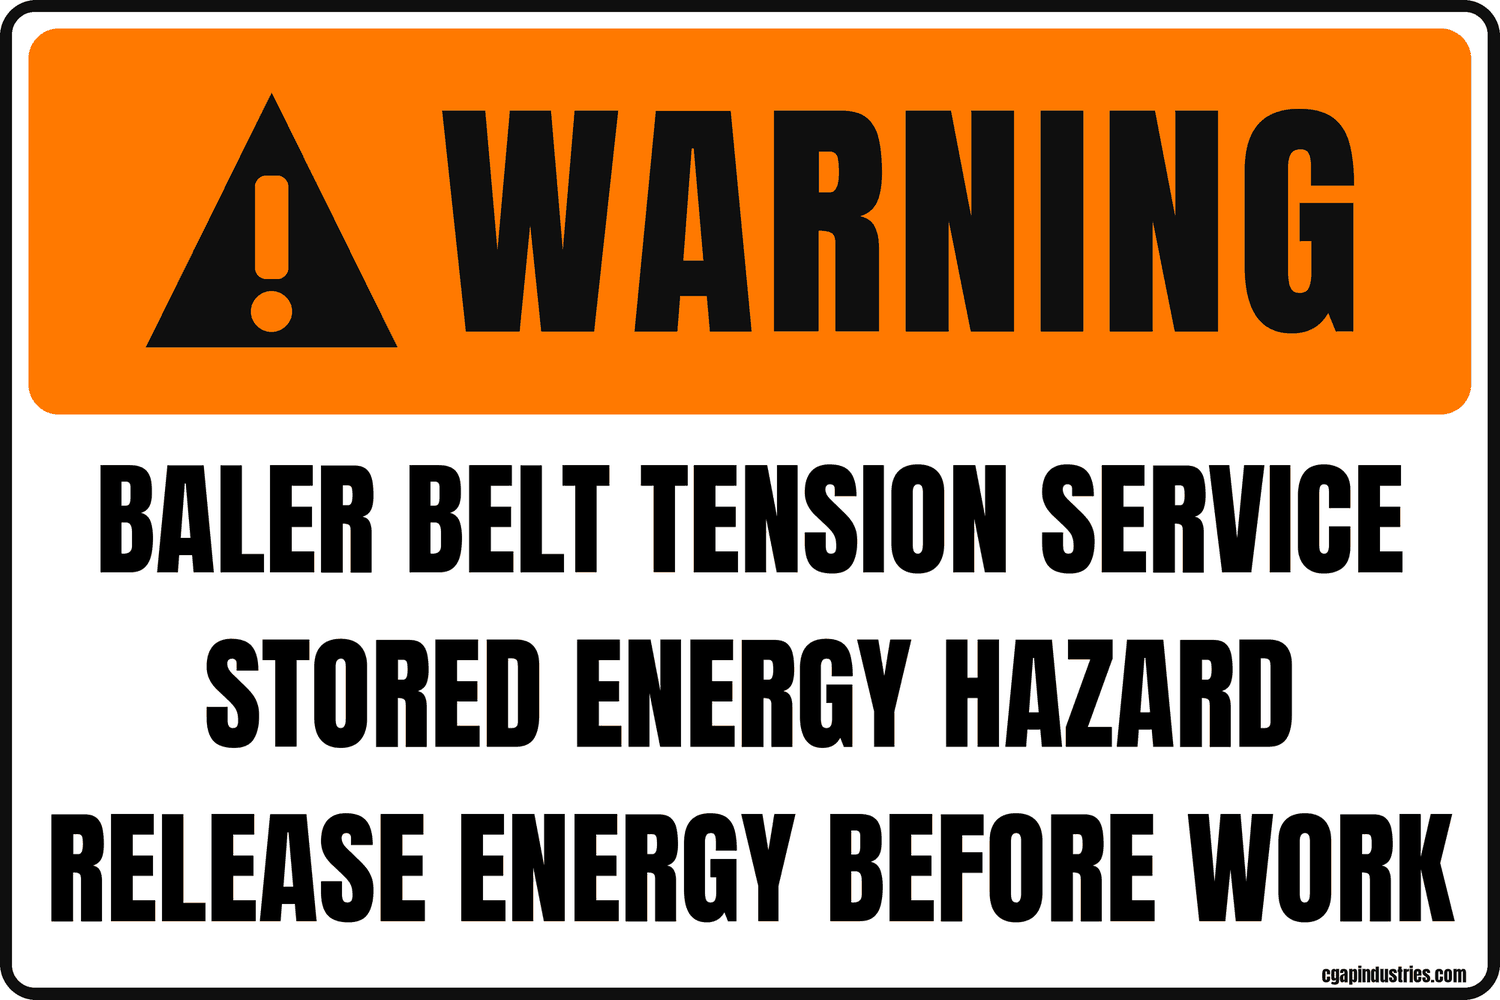 WARNING
BALER BELT TENSION SERVICE
STORED ENERGY HAZARD
RELEASE ENERGY BEFORE WORK
cgapindustries.com